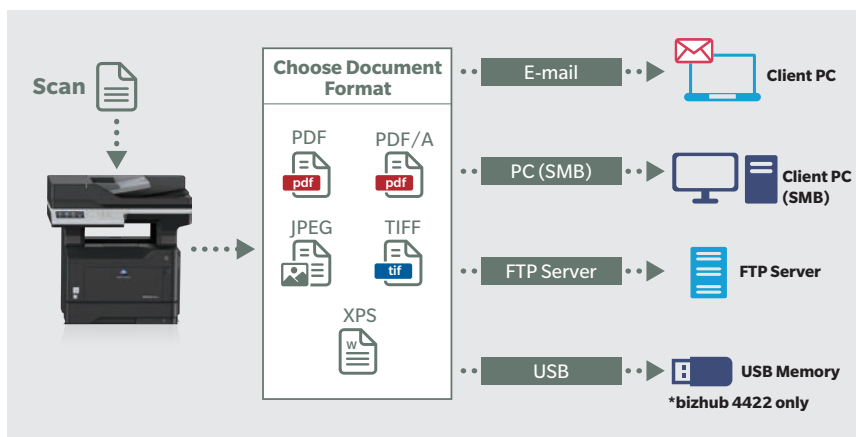 Scan
Choose Document
Format
PDF
PDF/A
pdf
pdf
JPEG
TIFF
tif
XPS
W
E-mail
Client PC
PC (SMB)
Client PC
(SMB)
FTP Server
FTP Server
USB
USB Memory
*bizhub 4422 only